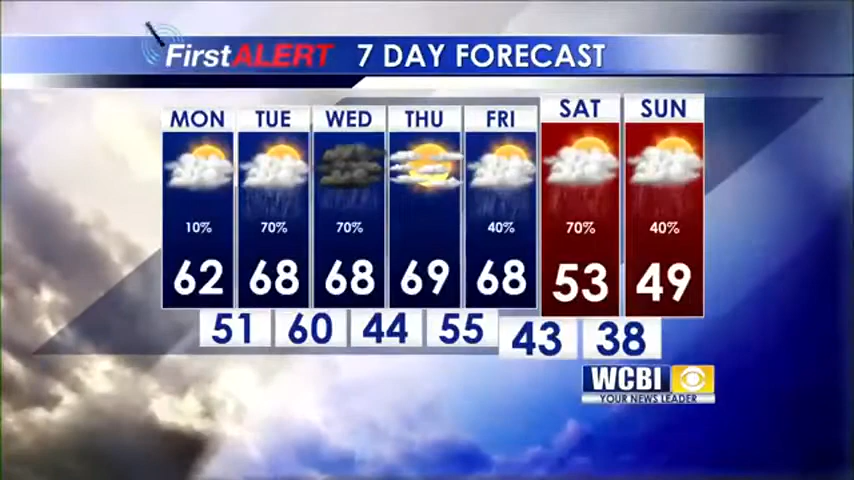 FirstALERT 7 DAY FORECAST
MON TUE WED THU FRI SAT SUN
10% 70% 70% 40% 70% 40%
62 68 68 69 68 53 49
51 60 44 55 43 38
WCBI
YOUR NEWS LEADER